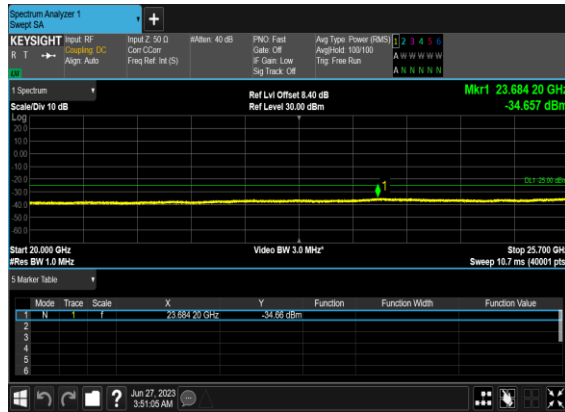 Spectrum Analyzer 1
Swept SA
+
KEYSIGHT Input: RF Input Z: 50 Ω #Atten: 40 dB PNO: Fast Avg Type: Power (RMS) 1 2 3 4 5 6
R T Coupling: DC Corr CCorr Gate: Off Avg|Hold: 100/100 A W W W W W
Align: Auto Freq Ref: Int (S) IF Gain: Low Trig: Free Run
LU Sig Track: Off A N N N N N
1 Spectrum Ref Lvl Offset 8.40 dB Mkr1 23.684 20 GHz
Scale/Div 10 dB Ref Level 30.00 dBm -34.657 dBm
Log
20.0
10.0
0.00
-10.0
-20.0
DL1 -25.00 dBm
1
-30.0
-40.0
-50.0
-60.0
Start 20.000 GHz Video BW 3.0 MHz* Stop 25.700 GHz
#Res BW 1.0 MHz Sweep 10.7 ms (40001 pts)
5 Marker Table
Mode Trace Scale X Y Function Function Width Function Value
1 N 1 f 23.684 20 GHz -34.66 dBm
2
3
4
5
6
? Jun 27, 2023
3:51:05 AM